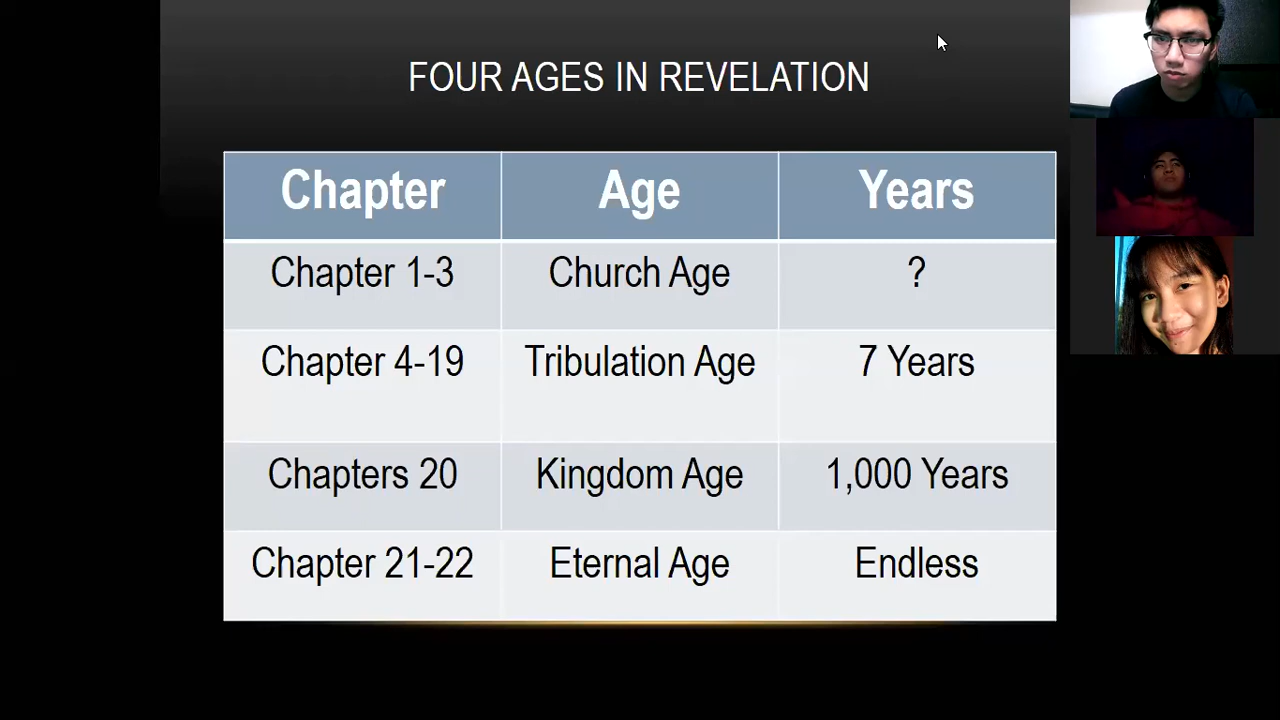 FOUR AGES IN REVELATION
Chapter Age Years
Chapter 1-3 Church Age ?
Chapter 4-19 Tribulation Age 7 Years
Chapters 20 Kingdom Age 1,000 Years
Chapter 21-22 Eternal Age Endless